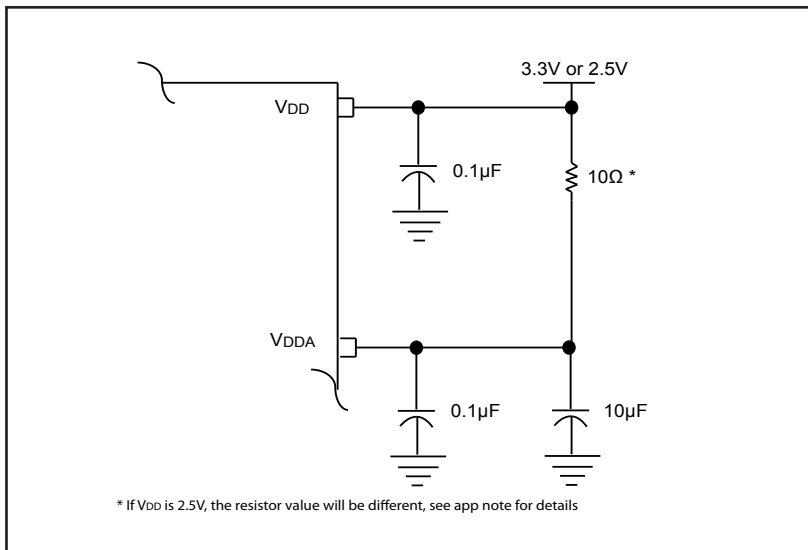 3.3V or 2.5V
VDD
0.1µF
10Ω *
VDDA
0.1µF
10µF
* If VDD is 2.5V, the resistor value will be different, see app note for details